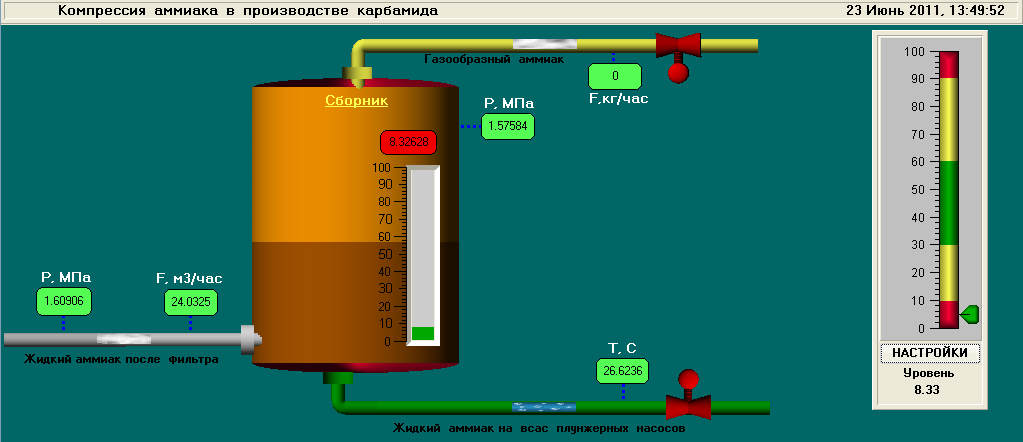 Компрессия аммиака в производстве карбамида
23 Июнь 2011, 13:49:52
Газообразный аммиак
0
F,кг/час
Сборник
P, МПа
1.57584
8.32628
100
90
80
70
60
50
40
30
20
10
0
P, МПа
1.60906
F, м3/час
24.0325
Жидкий аммиак после фильтра
T, C
26.6236
Жидкий аммиак на всас плунжерных насосов
100
90
80
70
60
50
40
30
20
10
0
НАСТРОЙКИ
Уровень
8.33